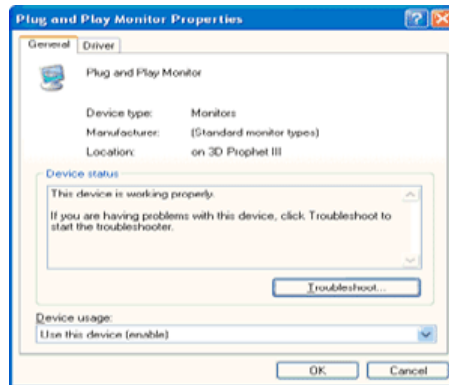 Plug and Play Monitor Properties
General Driver
Plug and Play Monitor
Device type: Monitors
Manufacturer: (Standard monitor types)
Location: on 3D Prophet III
Device status
This device is working properly.
If you are having problems with this device, click Troubleshoot to
start the troubleshooter.
Troubleshoot...
Device usage:
Use this device (enable)
OK Cancel